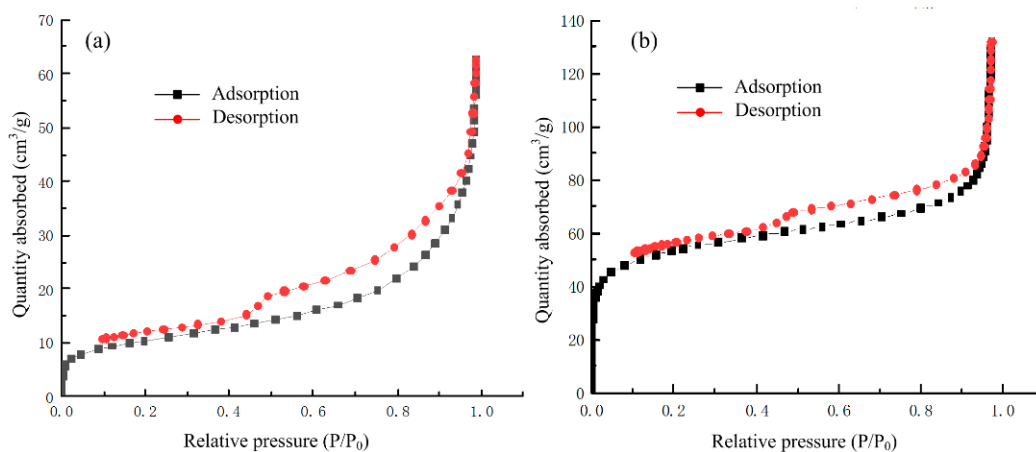 (a)
Adsorption
Desorption
Quantity absorbed (cm³/g)
70
60
50
40
30
20
10
0
0.0 0.2 0.4 0.6 0.8 1.0
Relative pressure (P/P₀)
(b)
Adsorption
Desorption
Quantity absorbed (cm³/g)
140
120
100
80
60
40
20
0
0.0 0.2 0.4 0.6 0.8 1.0
Relative pressure (P/P₀)